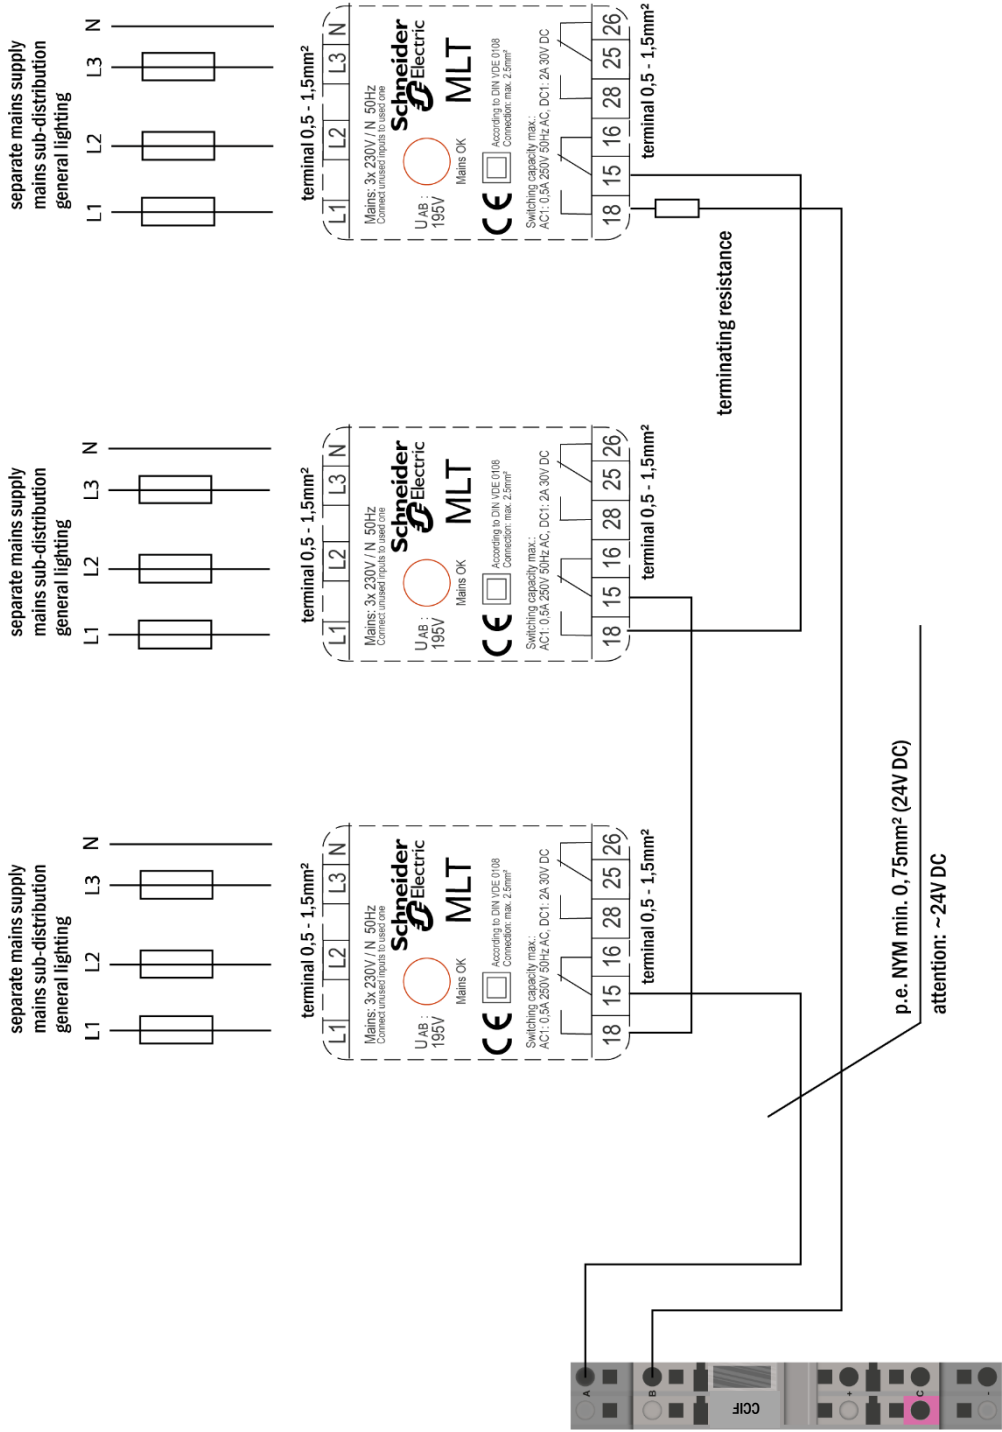 separate mains supply
mains sub-distribution
general lighting
L1 L2 L3 N
terminal 0,5 - 1,5mm²
L1 L2 L3 N
Mains: 3x 230V / N 50Hz
Connect unused inputs to used one
UAB :
195V
Mains OK
Schneider
Electric
MLT
CE
According to DIN VDE 0108
Connection: max. 2.5mm²
Switching capacity max.:
AC1: 0,5A 250V 50Hz AC, DC1: 2A 30V DC
18 15 16 28 25 26
terminal 0,5 - 1,5mm²
separate mains supply
mains sub-distribution
general lighting
L1 L2 L3 N
terminal 0,5 - 1,5mm²
L1 L2 L3 N
Mains: 3x 230V / N 50Hz
Connect unused inputs to used one
UAB :
195V
Mains OK
Schneider
Electric
MLT
CE
According to DIN VDE 0108
Connection: max. 2.5mm²
Switching capacity max.:
AC1: 0,5A 250V 50Hz AC, DC1: 2A 30V DC
18 15 16 28 25 26
terminal 0,5 - 1,5mm²
separate mains supply
mains sub-distribution
general lighting
L1 L2 L3 N
terminal 0,5 - 1,5mm²
L1 L2 L3 N
Mains: 3x 230V / N 50Hz
Connect unused inputs to used one
UAB :
195V
Mains OK
Schneider
Electric
MLT
CE
According to DIN VDE 0108
Connection: max. 2.5mm²
Switching capacity max.:
AC1: 0,5A 250V 50Hz AC, DC1: 2A 30V DC
18 15 16 28 25 26
terminal 0,5 - 1,5mm²
terminating resistance
p.e. NYM min. 0,75mm² (24V DC)
attention: ~24V DC
A
B
CCIF
+
C
-